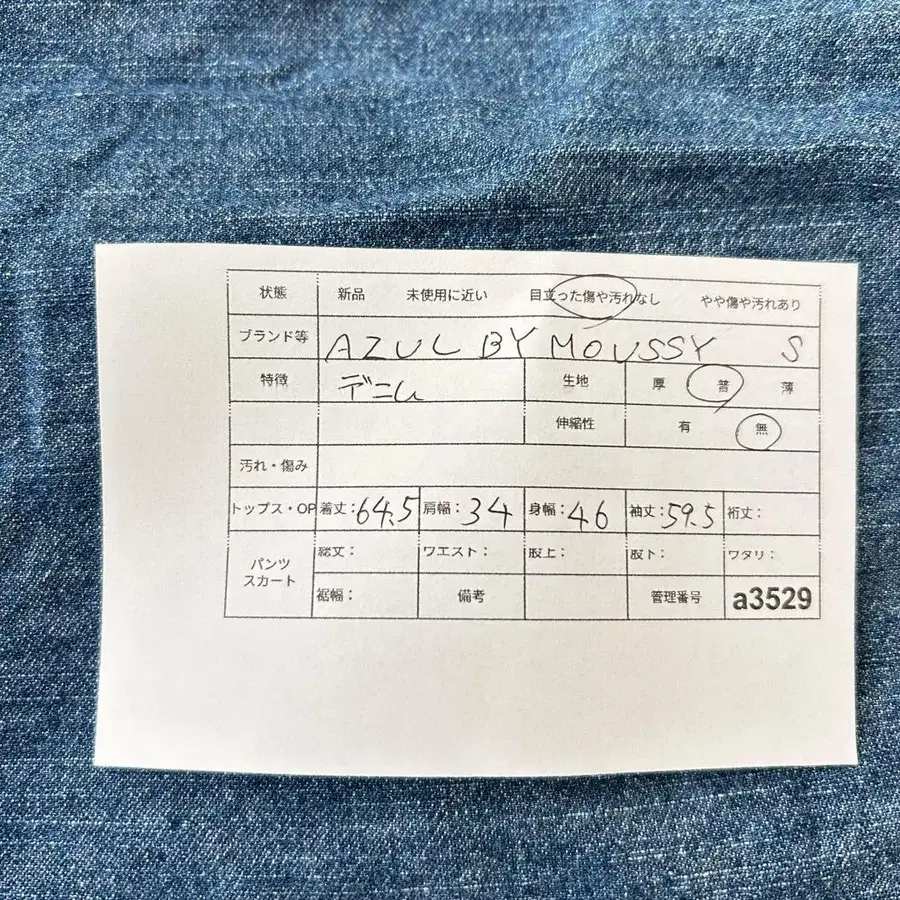 状態 新品 未使用に近い 目立った傷や汚れなし やや傷や汚れあり
ブランド等 AZUL BY MOUSSY S
特徴 デニム 生地 厚 普 薄
伸縮性 有 無
汚れ・傷み
トップス・OP 着丈：64.5 肩幅：34 身幅：46 袖丈：59.5 裄丈：
パンツ スカート 総丈： ウエスト： 股上： 股下： ワタリ：
裾幅： 備考 管理番号 a3529